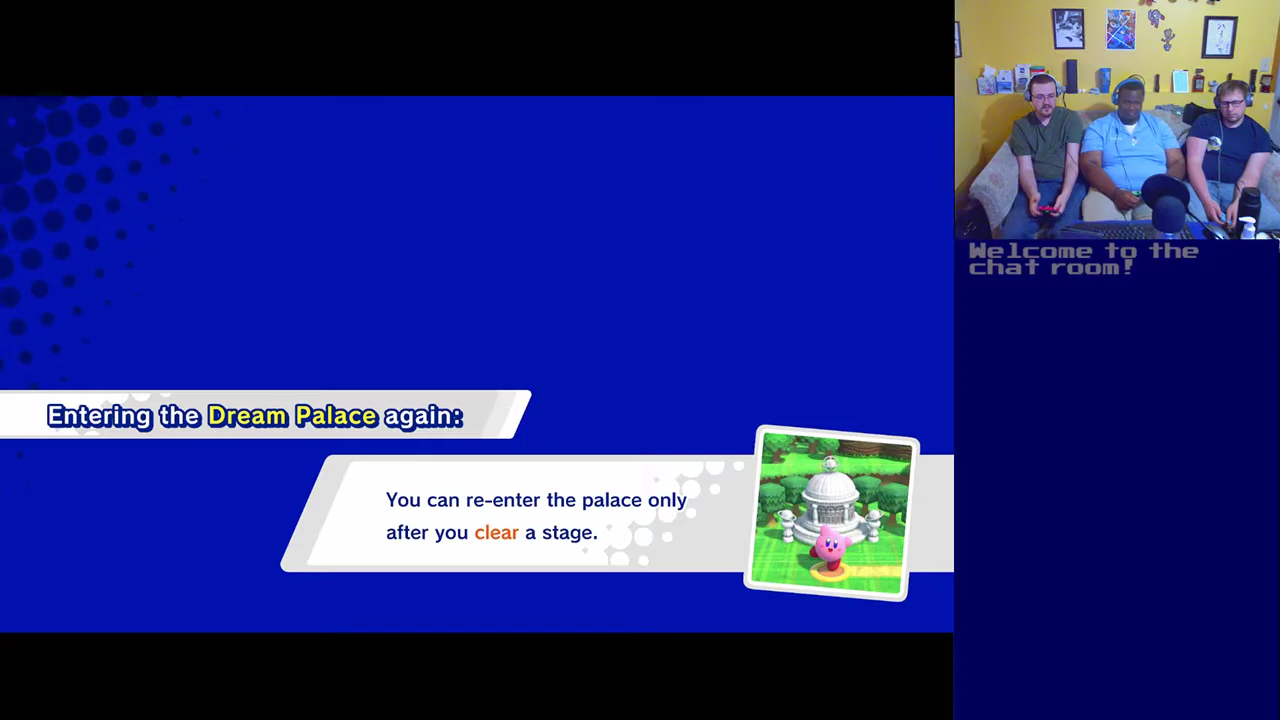 Welcome to the
chat room!
Entering the Dream Palace again:
You can re-enter the palace only
after you clear a stage.